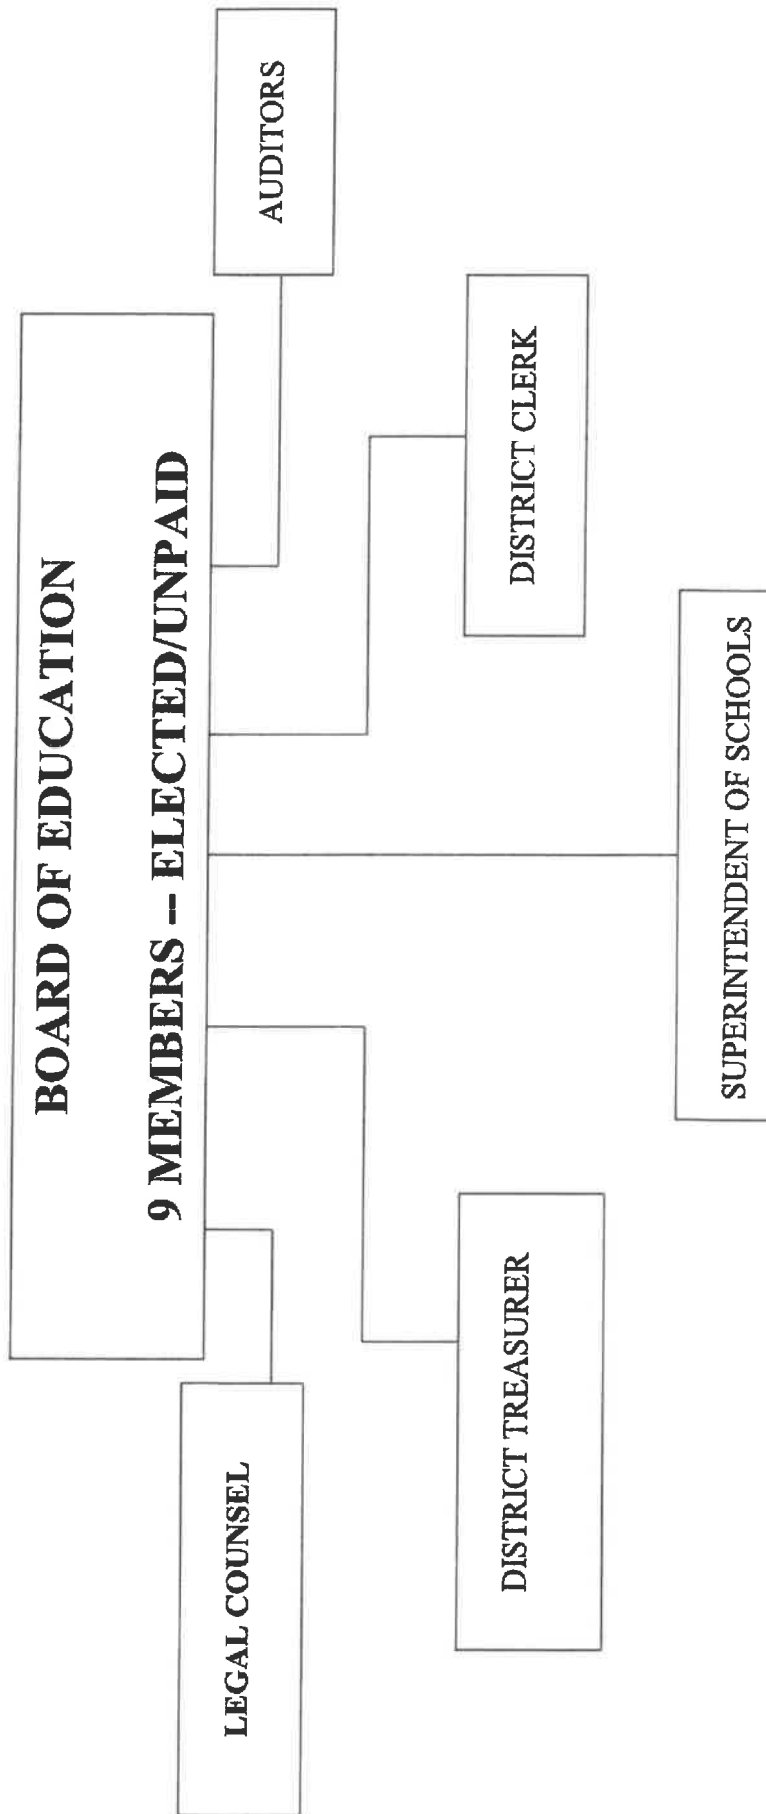 BOARD OF EDUCATION
9 MEMBERS -- ELECTED/UNPAID
LEGAL COUNSEL
AUDITORS
DISTRICT TREASURER
DISTRICT CLERK
SUPERINTENDENT OF SCHOOLS